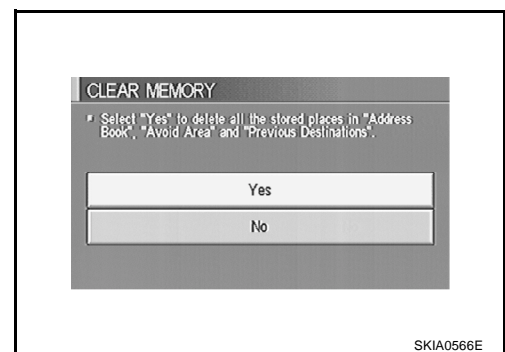 CLEAR MEMORY
Select "Yes" to delete all the stored places in "Address
Book", "Avoid Area" and "Previous Destinations".
Yes
No
SKIA0566E